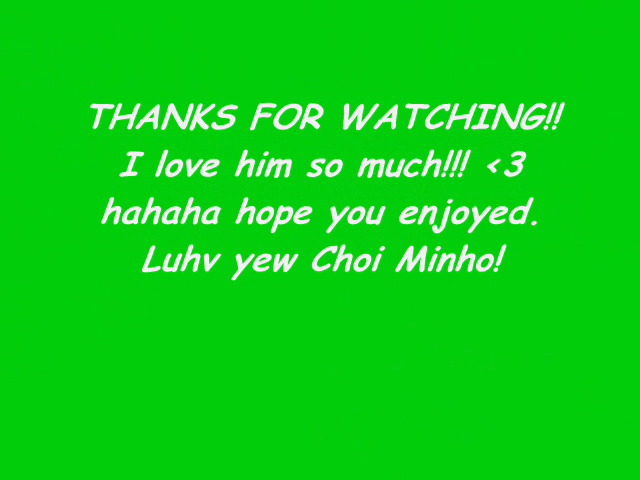 THANKS FOR WATCHING!!
I love him so much!!! <3
hahaha hope you enjoyed.
Luhv yew Choi Minho!